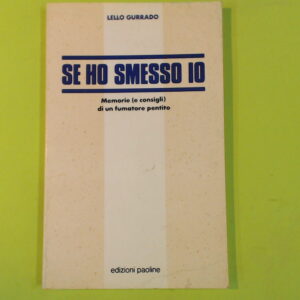 LELLO GURRADO
SE HO SMESSO IO
Memorie (e consigli)
di un fumatore pentito
edizioni paoline